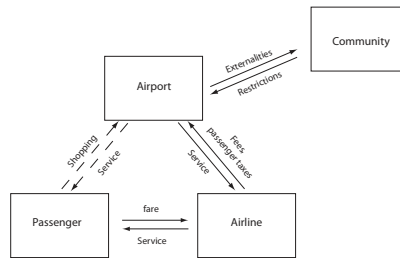 Community
Externalities
Restrictions
Airport
Shopping
Service
Service
Fees,
passenger taxes
Passenger
fare
Service
Airline